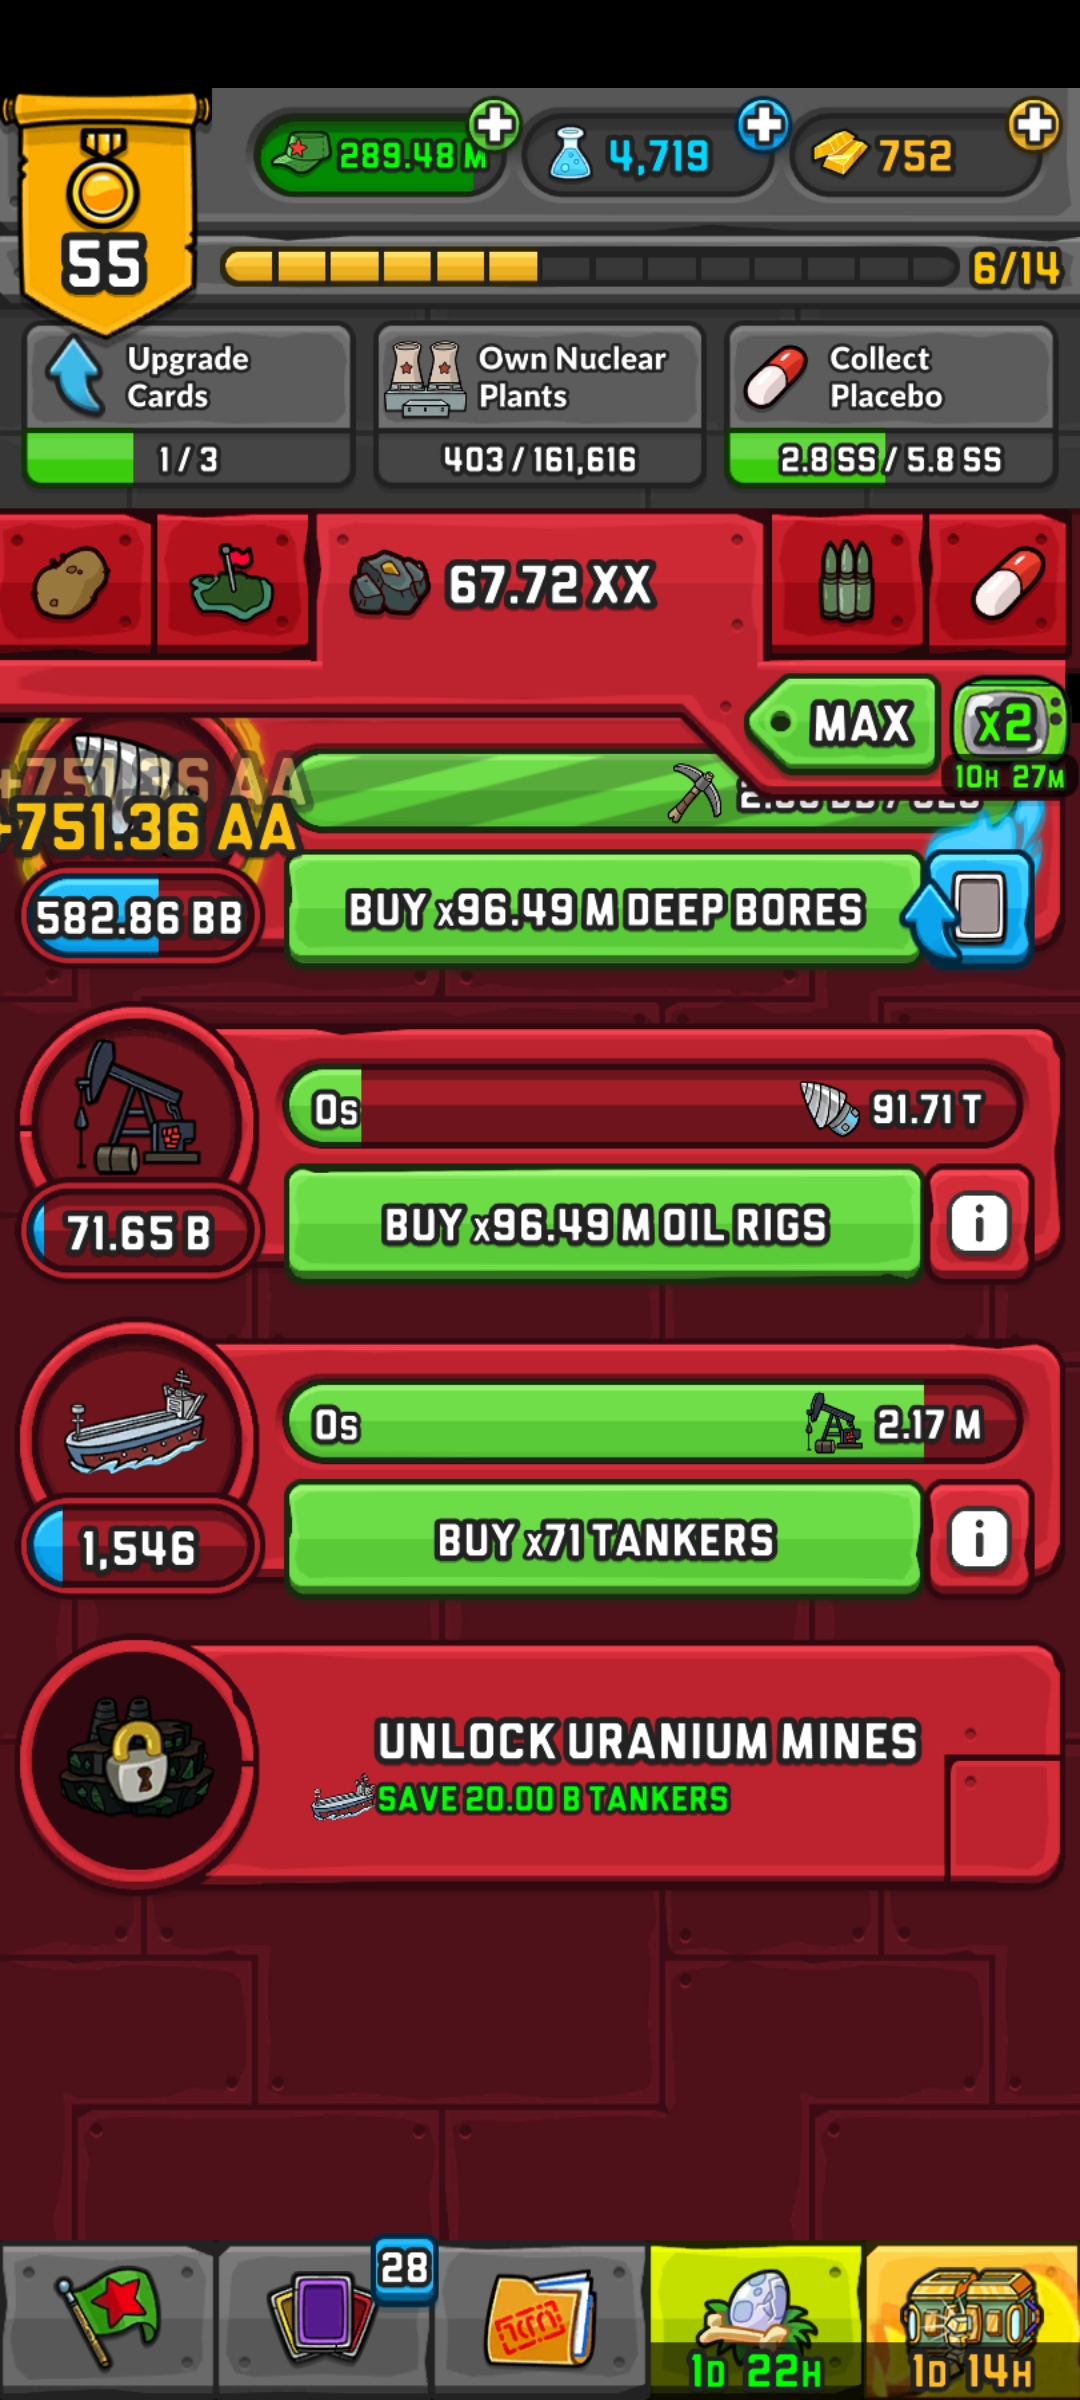 289.48 M
4,719
752
55
6/14
Upgrade
Cards
1 / 3
Own Nuclear
Plants
403 / 161,616
Collect
Placebo
2.8 SS / 5.8 SS
67.72 XX
MAX
x2
10H 27M
+751.36 AA
+751.36 AA
582.86 BB
BUY x96.49 M DEEP BORES
0s
91.71 T
71.65 B
BUY x96.49 M OIL RIGS
i
0s
2.17 M
1,546
BUY x71 TANKERS
i
UNLOCK URANIUM MINES
SAVE 20.00 B TANKERS
28
1D 22H
1D 14H